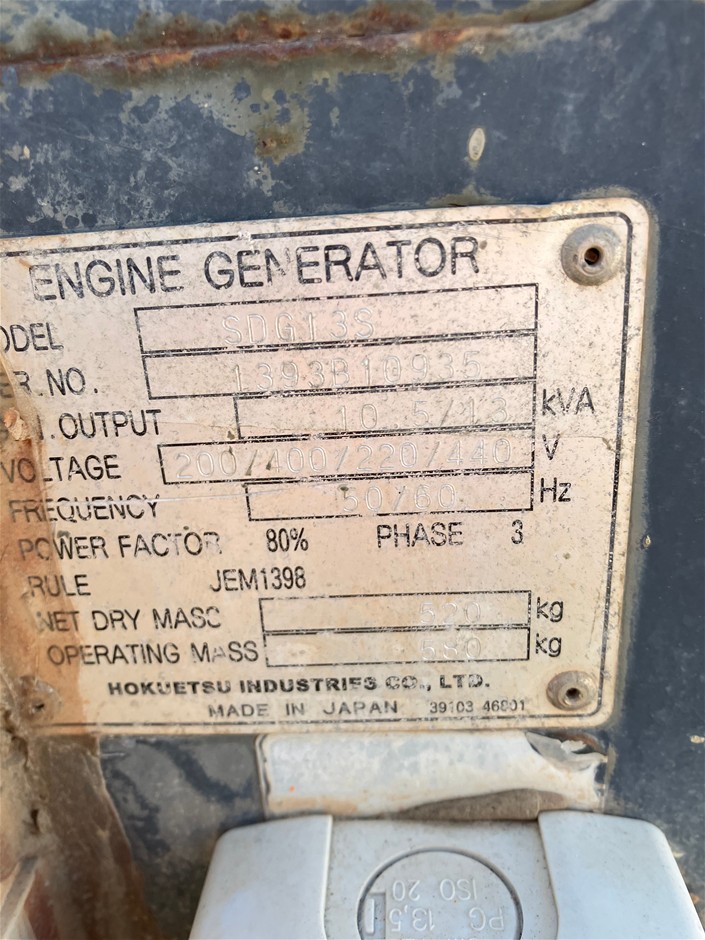 ENGINE GENERATOR
ODEL SDG13S
ER.NO. 1393B10935
.OUTPUT 10.5/13 kVA
VOLTAGE 200/400/220/440 V
FREQUENCY 50/60 Hz
POWER FACTOR 80% PHASE 3
RULE JEM1398
NET DRY MASS 520 kg
OPERATING MASS 580 kg
HOKUETSU INDUSTRIES CO., LTD.
MADE IN JAPAN 39103 46801
PG 13,5
ISO 20